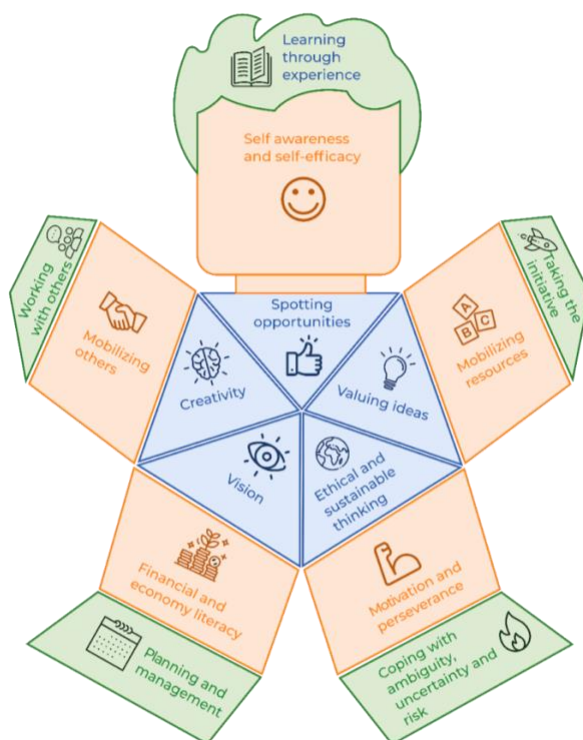 Learning
through
experience
Self awareness
and self-efficacy
Working
with others
Mobilizing
others
Spotting
opportunities
Creativity
Valuing ideas
Mobilizing
resources
Taking the
initiative
Vision
Ethical and
sustainable
thinking
Financial and
economy literacy
Motivation and
perseverance
Planning and
management
Coping with
ambiguity,
uncertainty and
risk
A
B
C